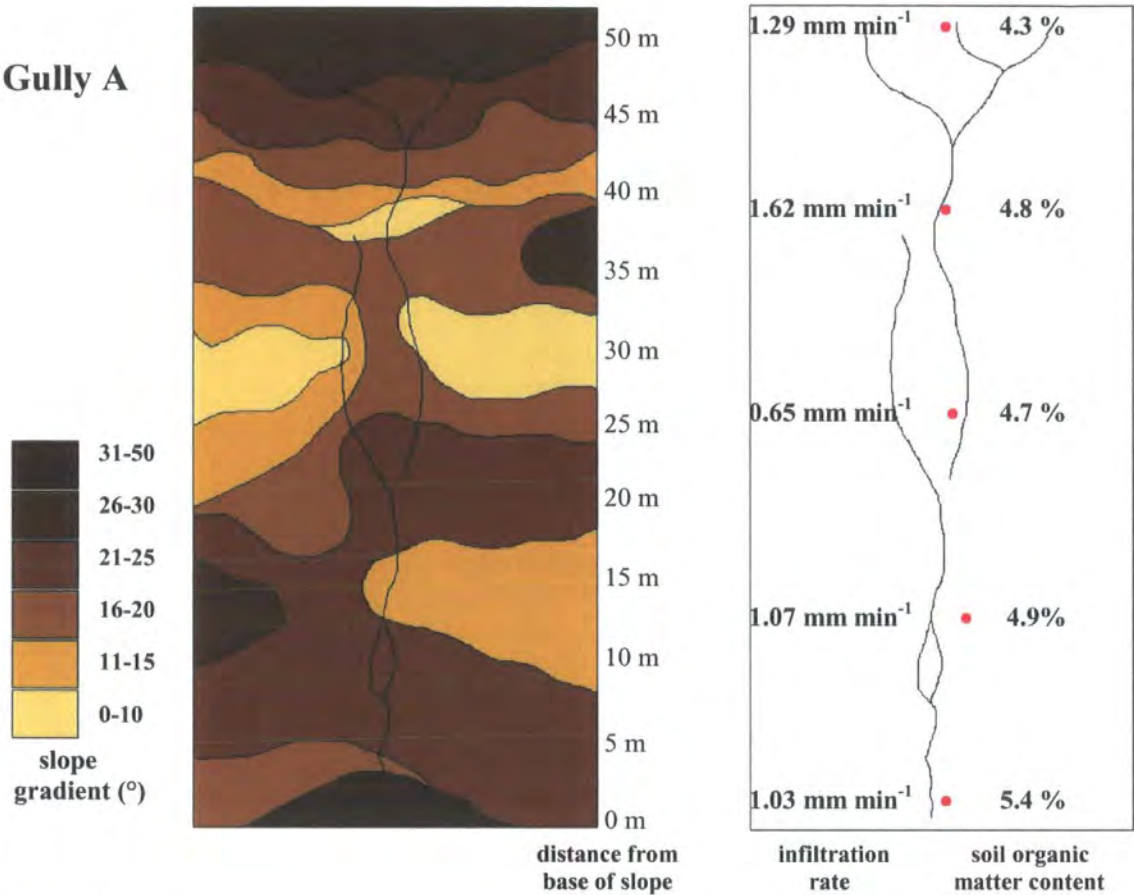 Gully A
31-50
26-30
21-25
16-20
11-15
0-10
slope
gradient (°)
50 m
45 m
40 m
35 m
30 m
25 m
20 m
15 m
10 m
5 m
0 m
distance from
base of slope
1.29 mm min⁻¹ 4.3 %
1.62 mm min⁻¹ 4.8 %
0.65 mm min⁻¹ 4.7 %
1.07 mm min⁻¹ 4.9%
1.03 mm min⁻¹ 5.4 %
infiltration
rate
soil organic
matter content